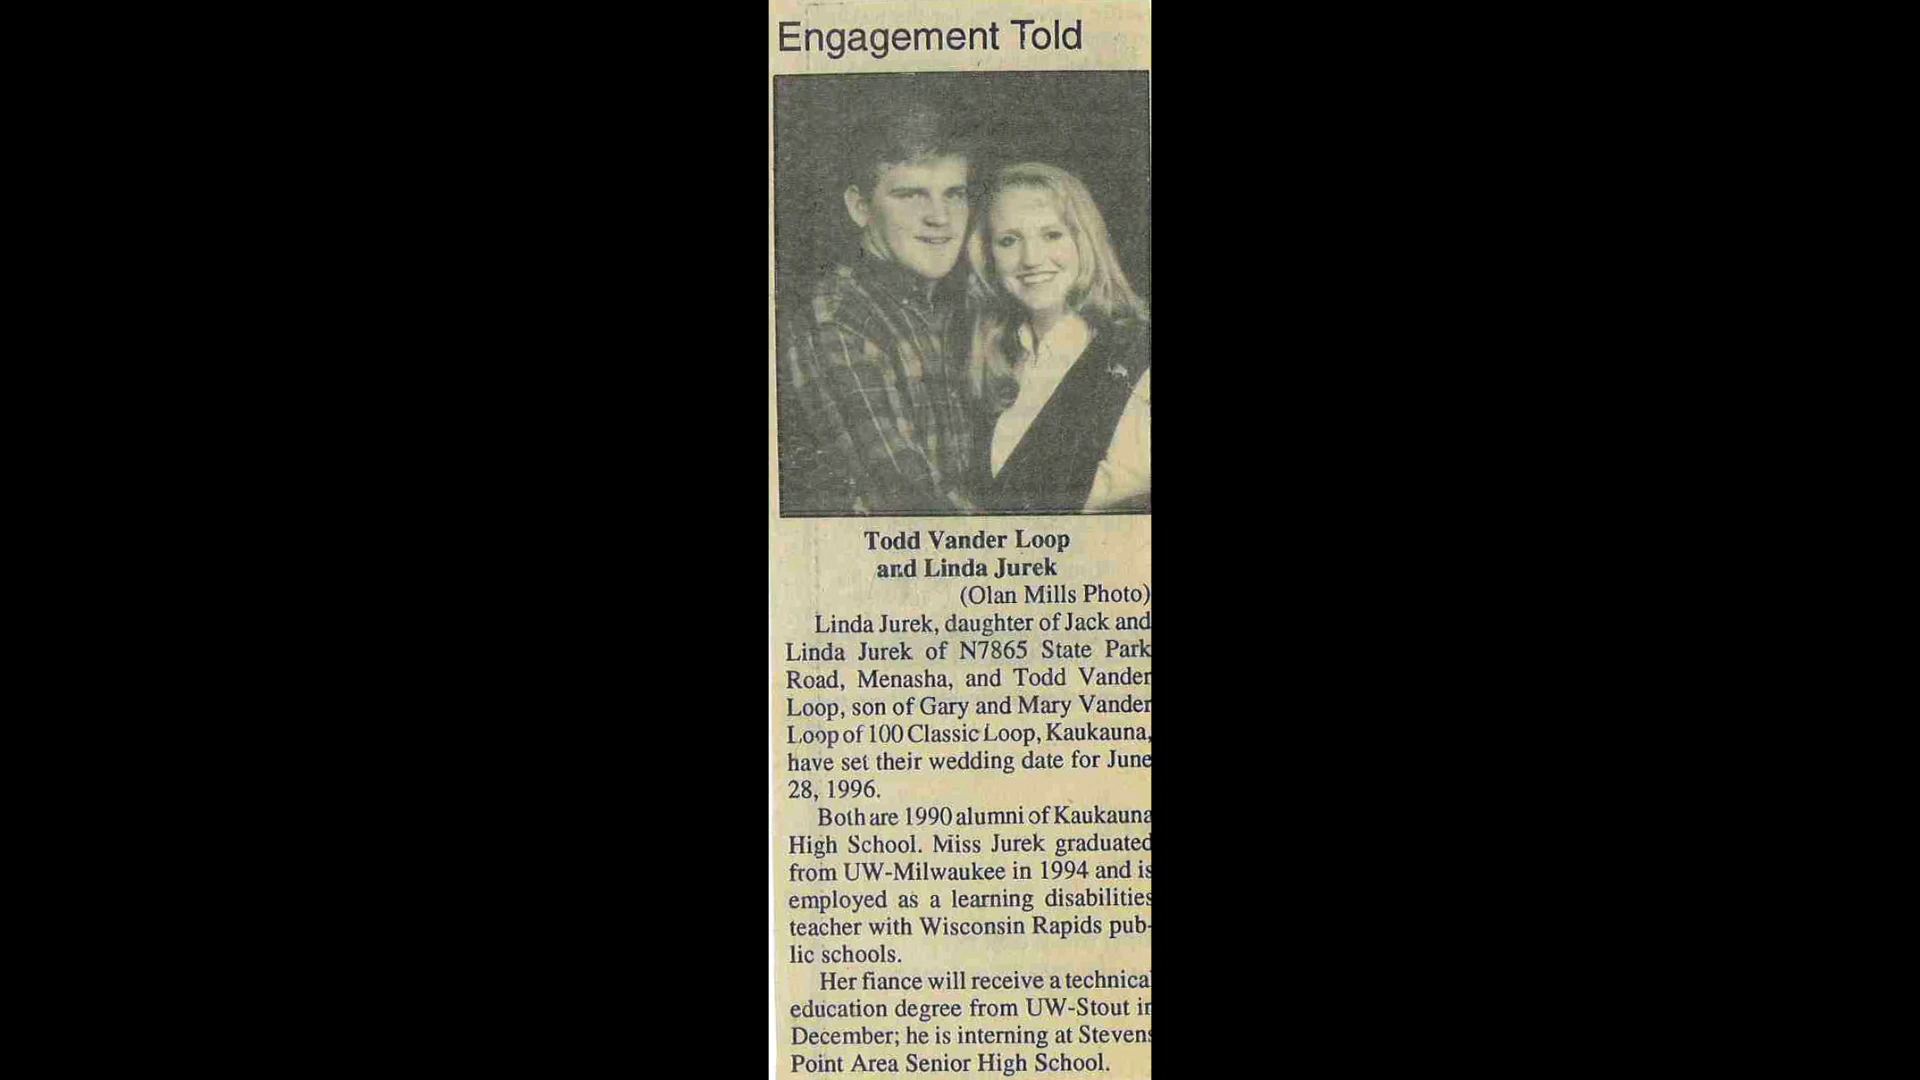 Engagement Told
Todd Vander Loop
and Linda Jurek
(Olan Mills Photo)
Linda Jurek, daughter of Jack and
Linda Jurek of N7865 State Park
Road, Menasha, and Todd Vander
Loop, son of Gary and Mary Vander
Loop of 100 Classic Loop, Kaukauna,
have set their wedding date for June
28, 1996.
Both are 1990 alumni of Kaukauna
High School. Miss Jurek graduated
from UW-Milwaukee in 1994 and is
employed as a learning disabilities
teacher with Wisconsin Rapids pub-
lic schools.
Her fiance will receive a technical
education degree from UW-Stout in
December; he is interning at Stevens
Point Area Senior High School.